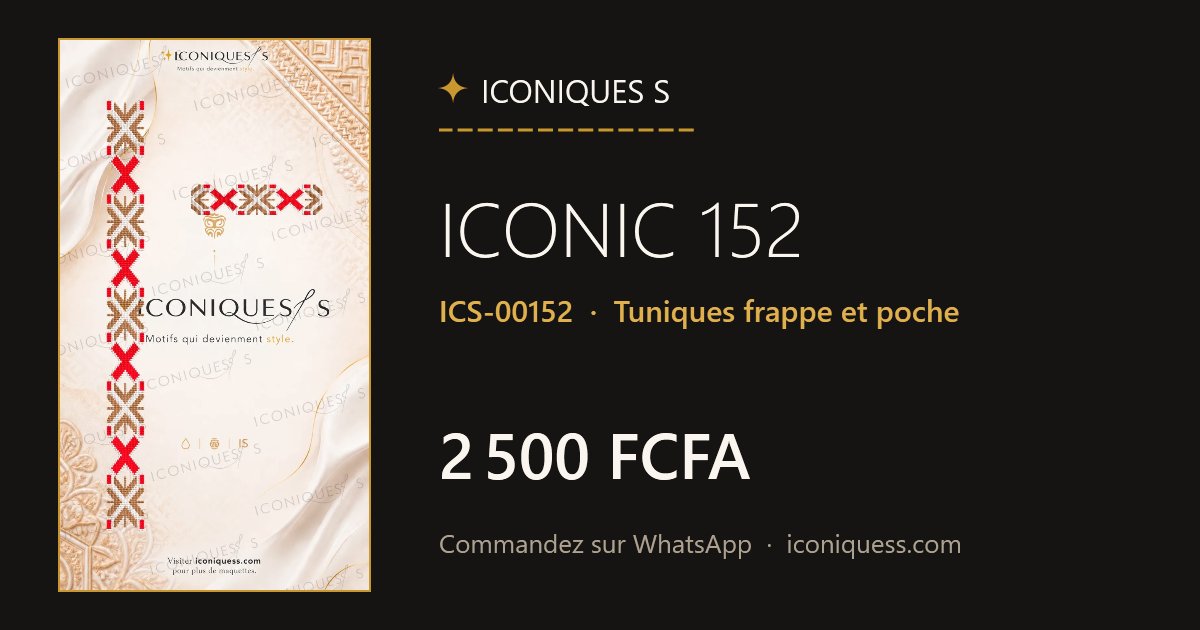 ICONIQUES S
Motifs qui deviennent style.
ICONIQUES S
Motifs qui deviennent style.
IS
Visiter iconiquess.com
pour plus de maquettes.
ICONIQUES S
ICONIC 152
ICS-00152 · Tuniques frappe et poche
2 500 FCFA
Commandez sur WhatsApp · iconiquess.com